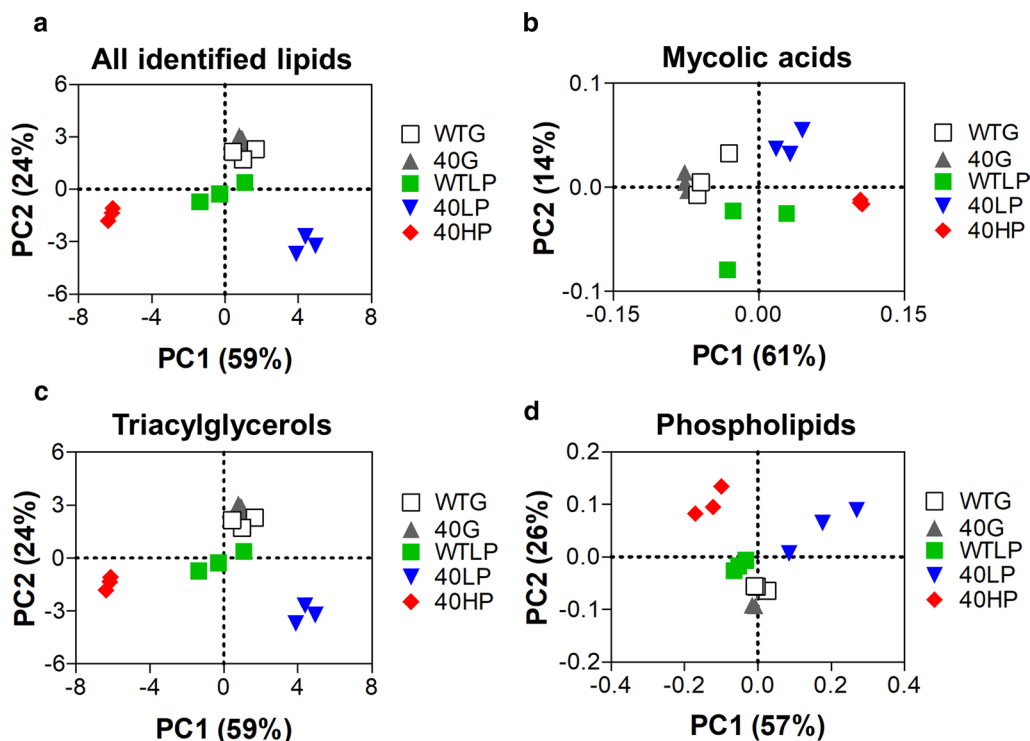 a
All identified lipids
6
3
0
-3
-6
-8
-4
0
4
8
PC2 (24%)
PC1 (59%)
WTG
40G
WTLP
40LP
40HP
b
Mycolic acids
0.1
0.0
-0.1
-0.15
0.00
0.15
PC2 (14%)
PC1 (61%)
WTG
40G
WTLP
40LP
40HP
c
Triacylglycerols
6
3
0
-3
-6
-8
-4
0
4
8
PC2 (24%)
PC1 (59%)
WTG
40G
WTLP
40LP
40HP
d
Phospholipids
0.2
0.1
0.0
-0.1
-0.2
-0.4
-0.2
0.0
0.2
0.4
PC2 (26%)
PC1 (57%)
WTG
40G
WTLP
40LP
40HP